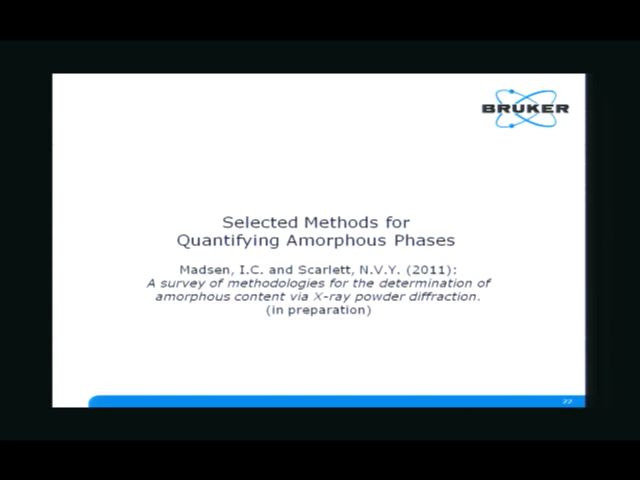 BRUKER
Selected Methods for
Quantifying Amorphous Phases
Madsen, I.C. and Scarlett, N.V.Y. (2011):
A survey of methodologies for the determination of
amorphous content via X-ray powder diffraction.
(in preparation)
22